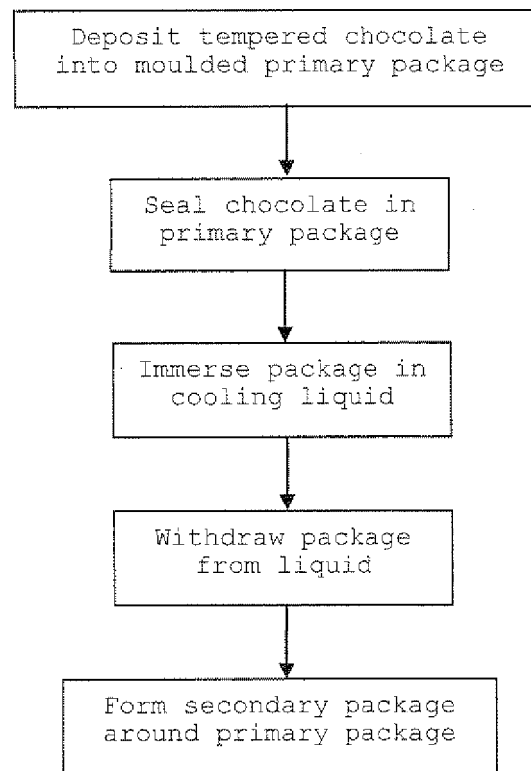 Deposit tempered chocolate
into moulded primary package
Seal chocolate in
primary package
Immerse package in
cooling liquid
Withdraw package
from liquid
Form secondary package
around primary package